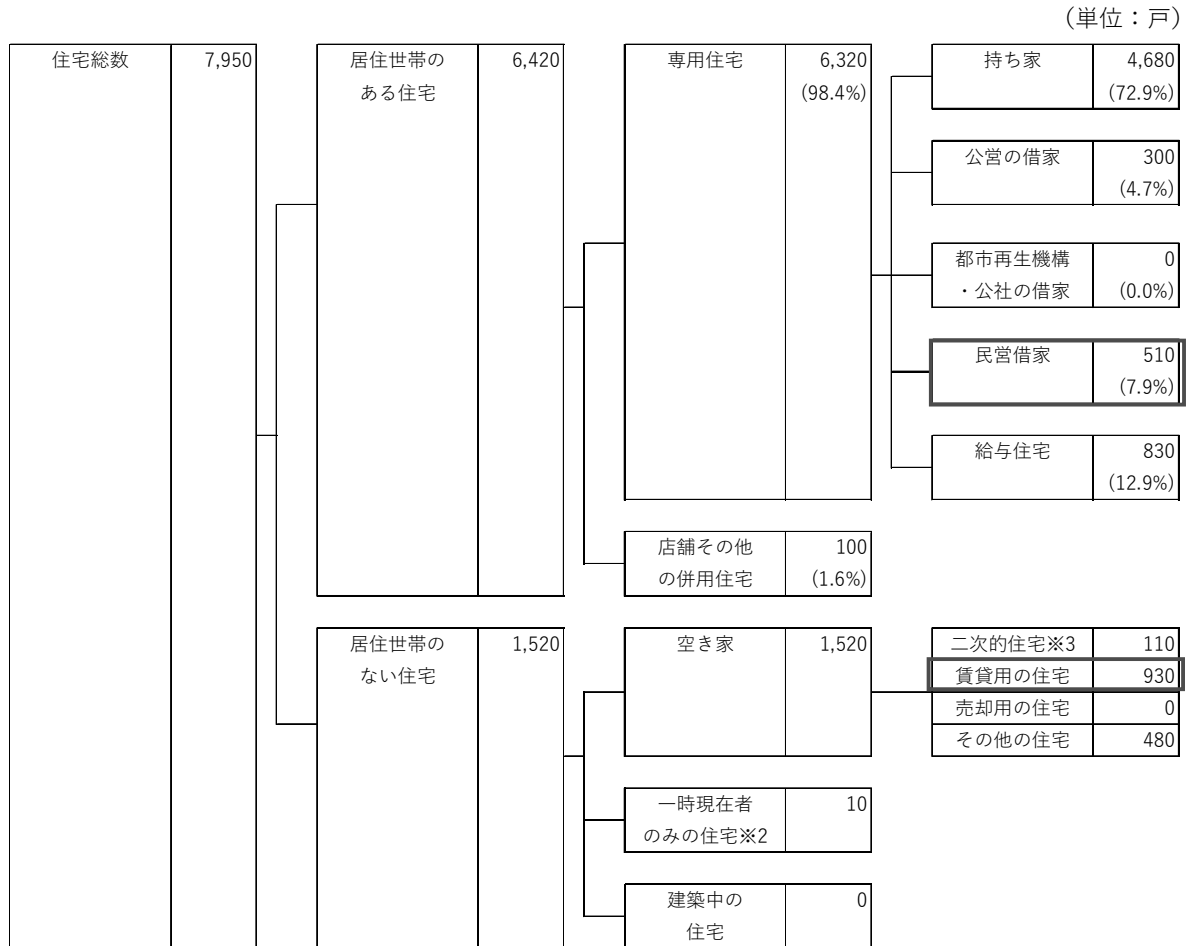 （単位：戸）
住宅総数 7,950
居住世帯の 6,420
ある住宅
専用住宅 6,320
(98.4%)
持ち家 4,680
(72.9%)
公営の借家 300
(4.7%)
都市再生機構 0
・公社の借家 (0.0%)
民営借家 510
(7.9%)
給与住宅 830
(12.9%)
店舗その他 100
の併用住宅 (1.6%)
居住世帯の 1,520
ない住宅
空き家 1,520
二次的住宅※3 110
賃貸用の住宅 930
売却用の住宅 0
その他の住宅 480
一時現在者 10
のみの住宅※2
建築中の 0
住宅